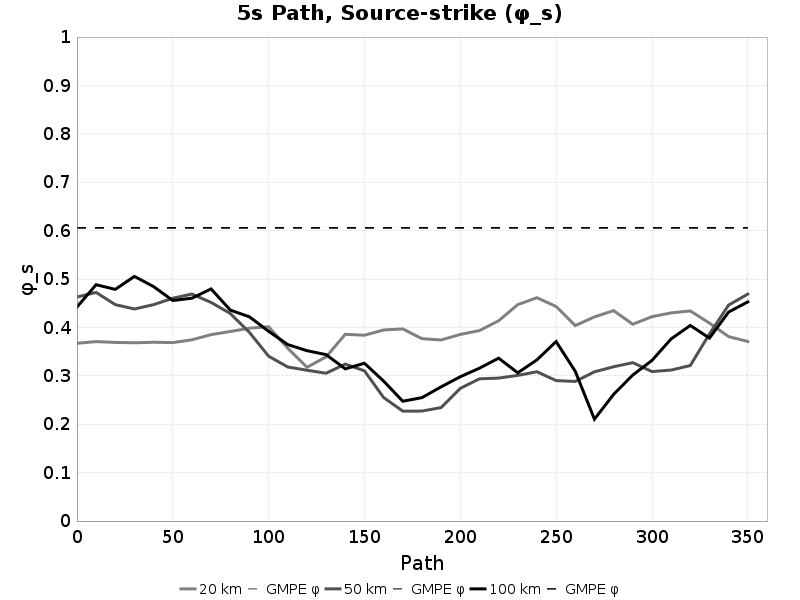 5s Path, Source-strike (φ_s)
1
0.9
0.8
0.7
0.6
0.5
0.4
0.3
0.2
0.1
0
φ_s
0 50 100 150 200 250 300 350
Path
20 km GMPE φ 50 km GMPE φ 100 km GMPE φ